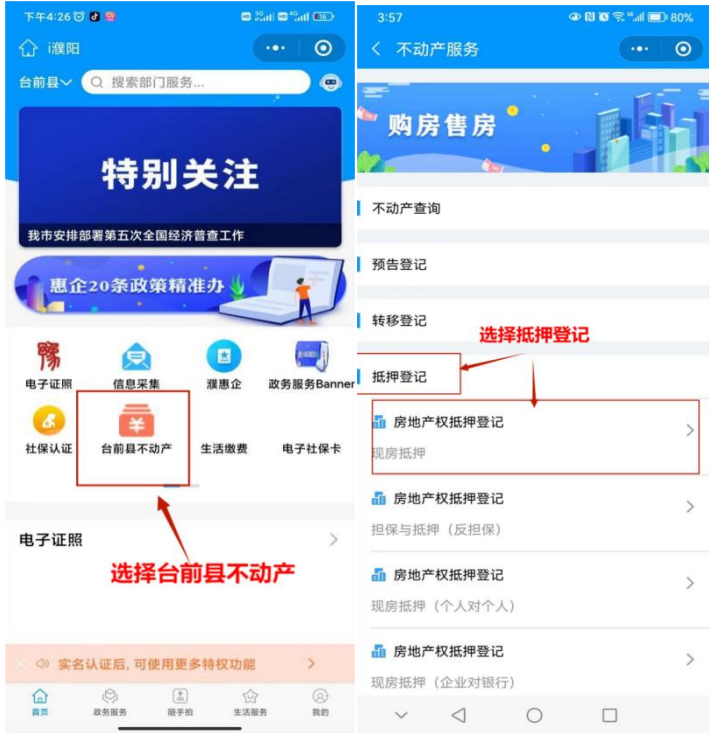 下午4:26
i濮阳
台前县
搜索部门服务...
特别关注
我市安排部署第五次全国经济普查工作
惠企20条政策精准办
电子证照
信息采集
濮惠企
政务服务Banner
社保认证
台前县不动产
生活缴费
电子社保卡
电子证照
选择台前县不动产
实名认证后,可使用更多特权功能
首页
政务服务
随手拍
生活服务
我的
3:57
80%
不动产服务
购房售房
不动产查询
预告登记
转移登记
选择抵押登记
抵押登记
房地产权抵押登记
现房抵押
房地产权抵押登记
担保与抵押（反担保）
房地产权抵押登记
现房抵押（个人对个人）
房地产权抵押登记
现房抵押（企业对银行）